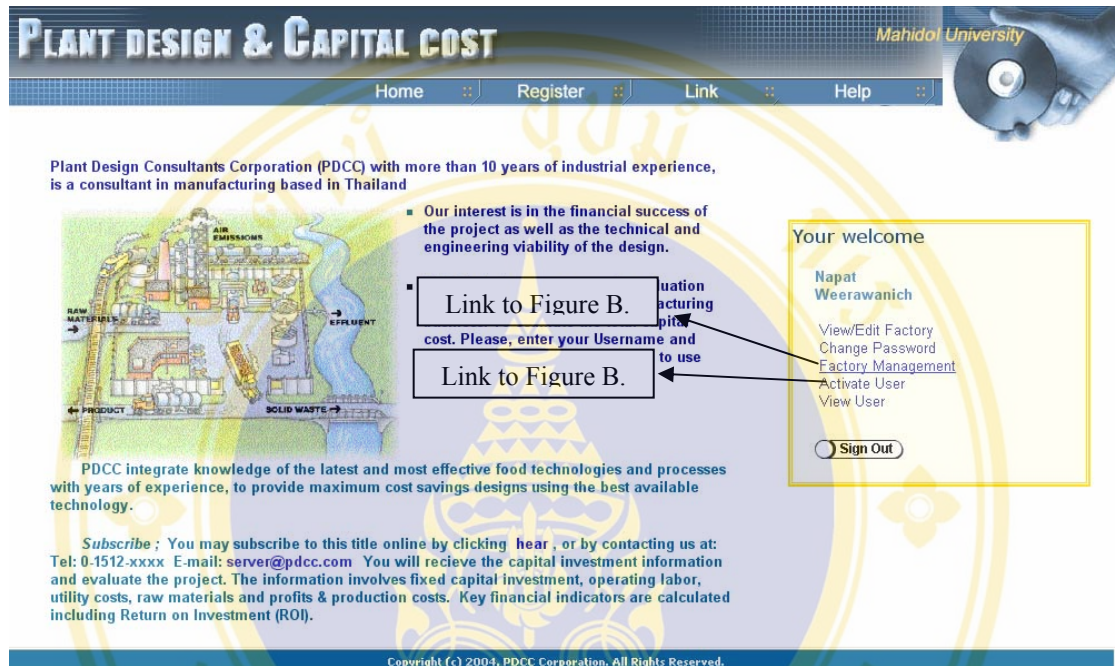 PLANT DESIGN & CAPITAL COST
Mahidol University
Home
Register
Link
Help
Plant Design Consultants Corporation (PDCC) with more than 10 years of industrial experience,
is a consultant in manufacturing based in Thailand
Our interest is in the financial success of
the project as well as the technical and
engineering viability of the design.
cost. Please, enter your Username and
to use
Link to Figure B.
Link to Figure B.
AIR
EMISSIONS
RAW
MATERIALS
EFFLUENT
PRODUCT
SOLID WASTE
PDCC integrate knowledge of the latest and most effective food technologies and processes
with years of experience, to provide maximum cost savings designs using the best available
technology.
Subscribe ; You may subscribe to this title online by clicking hear , or by contacting us at:
Tel: 0-1512-xxxx E-mail: server@pdcc.com You will recieve the capital investment information
and evaluate the project. The information involves fixed capital investment, operating labor,
utility costs, raw materials and profits & production costs. Key financial indicators are calculated
including Return on Investment (ROI).
Your welcome
Napat
Weerawanich
View/Edit Factory
Change Password
Factory Management
Activate User
View User
Sign Out
Copyright (c) 2004, PDCC Corporation. All Rights Reserved.